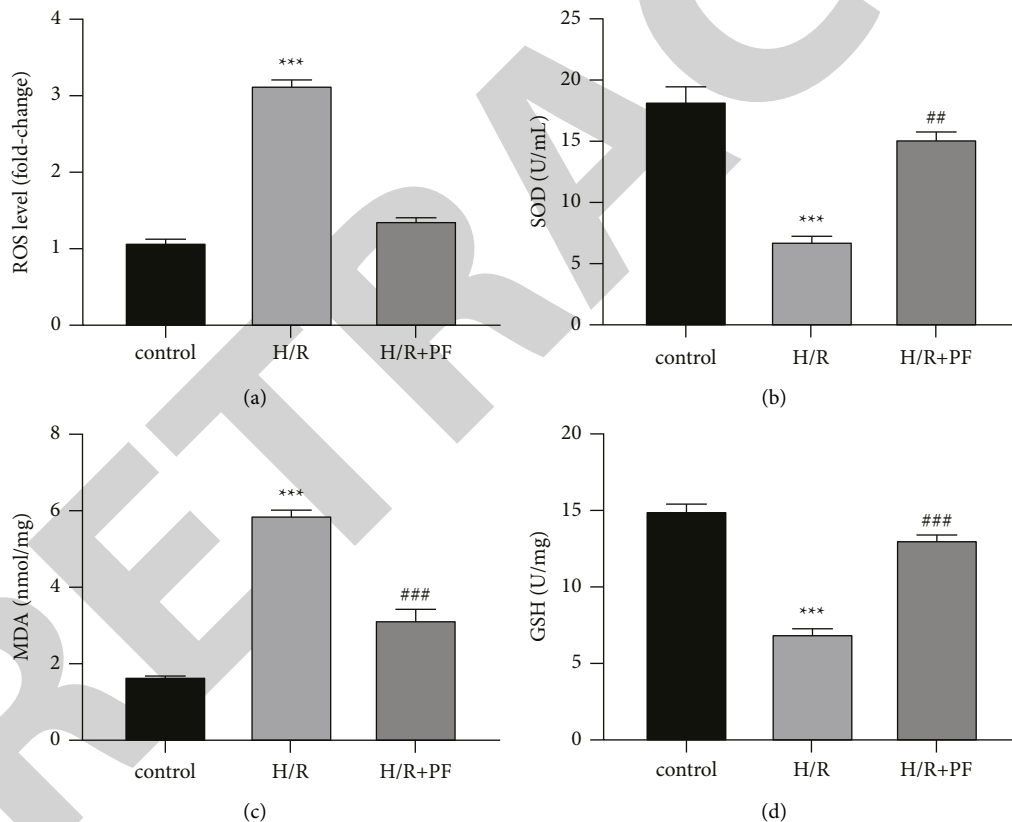 ROS level (fold-change)
4
3
2
1
0
***
control H/R H/R+PF
(a)
SOD (U/mL)
25
20
15
10
5
0
***
##
control H/R H/R+PF
(b)
MDA (nmol/mg)
8
6
4
2
0
***
###
control H/R H/R+PF
(c)
GSH (U/mg)
20
15
10
5
0
***
###
control H/R H/R+PF
(d)
RETRAC